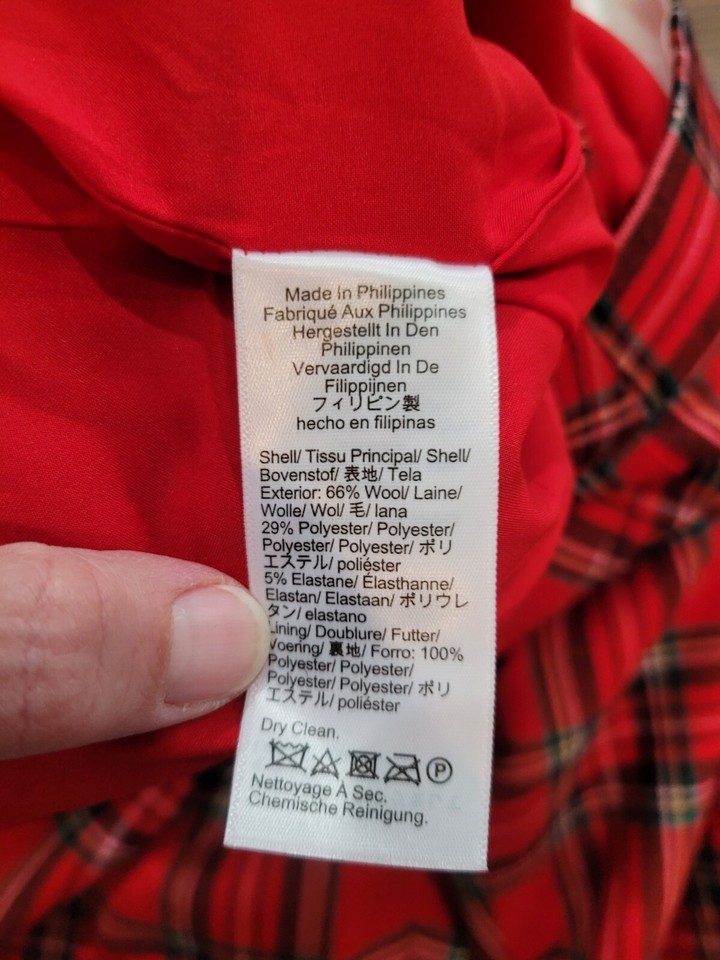 Made In Philippines
Fabriqué Aux Philippines
Hergestellt In Den
Philippinen
Vervaardigd In De
Filippijnen
フィリピン製
hecho en filipinas
Shell/ Tissu Principal/ Shell/
Bovenstof/ 表地/ Tela
Exterior: 66% Wool/ Laine/
Wolle/ Wol/ 毛/ lana
29% Polyester/ Polyester/
Polyester/ Polyester/ ポリ
エステル/ poliéster
5% Elastane/ Élasthanne/
Elastan/ Elastaan/ ポリウレ
タン/ elastano
Lining/ Doublure/ Futter/
Voering/ 裏地/ Forro: 100%
Polyester/ Polyester/
Polyester/ Polyester/ ポリ
エステル/ poliéster
Dry Clean.
P
Nettoyage À Sec.
Chemische Reinigung.